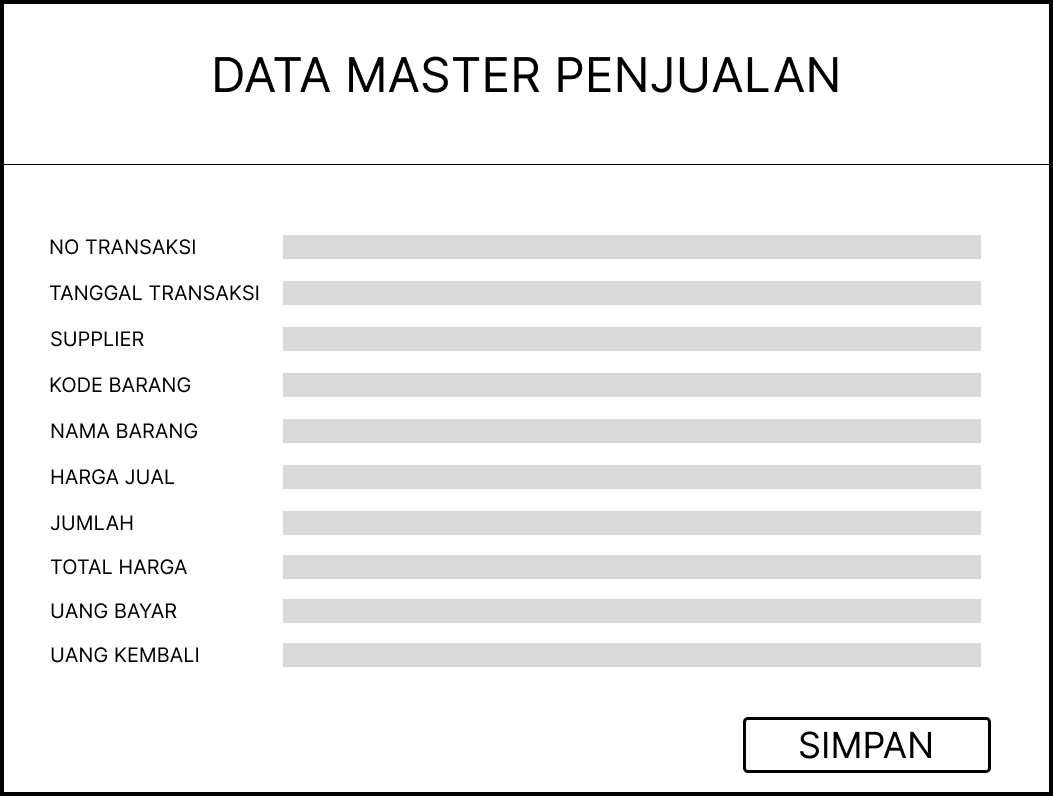 DATA MASTER PENJUALAN
NO TRANSAKSI
TANGGAL TRANSAKSI
SUPPLIER
KODE BARANG
NAMA BARANG
HARGA JUAL
JUMLAH
TOTAL HARGA
UANG BAYAR
UANG KEMBALI
SIMPAN